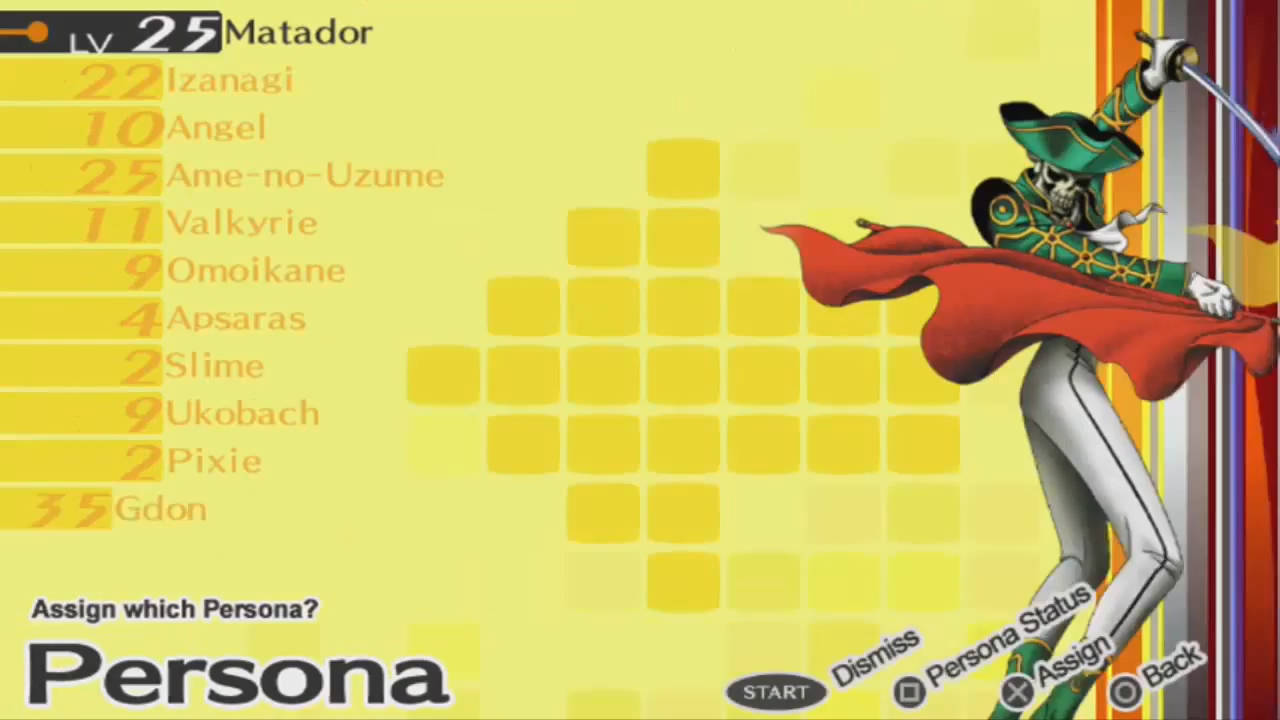 LV 25 Matador
22 Izanagi
10 Angel
25 Ame-no-Uzume
11 Valkyrie
9 Omoikane
4 Apsaras
2 Slime
9 Ukobach
2 Pixie
35 Gdon
Assign which Persona?
Persona
START Dismiss
Persona Status
Assign
Back